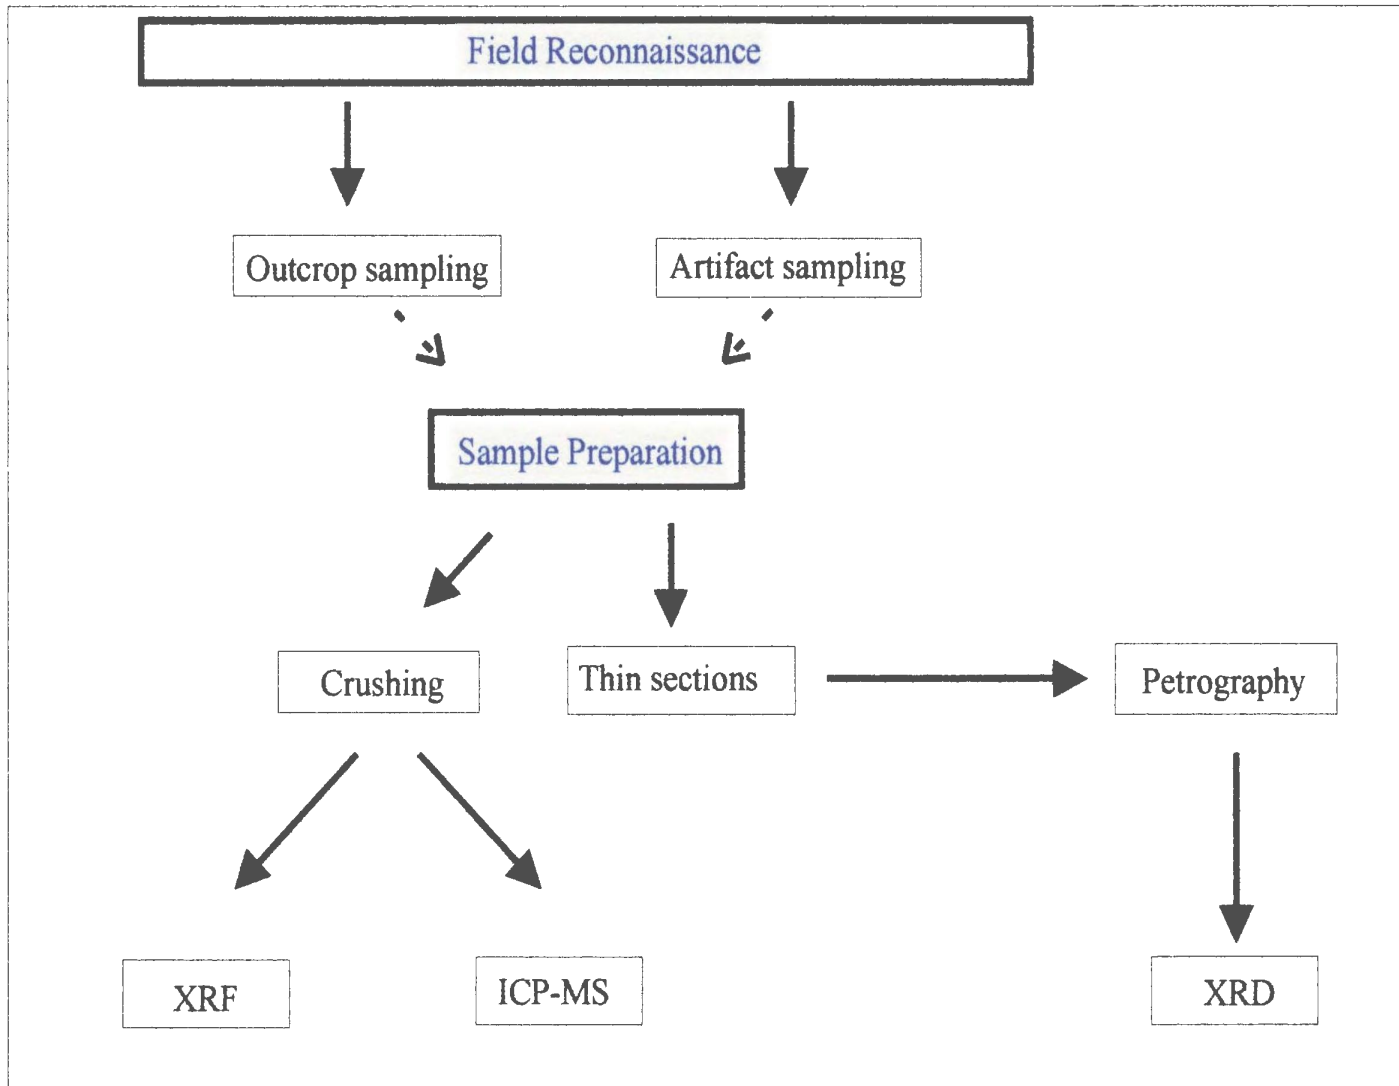 Field Reconnaissance
Outcrop sampling
Artifact sampling
Sample Preparation
Crushing
Thin sections
Petrography
XRF
ICP-MS
XRD